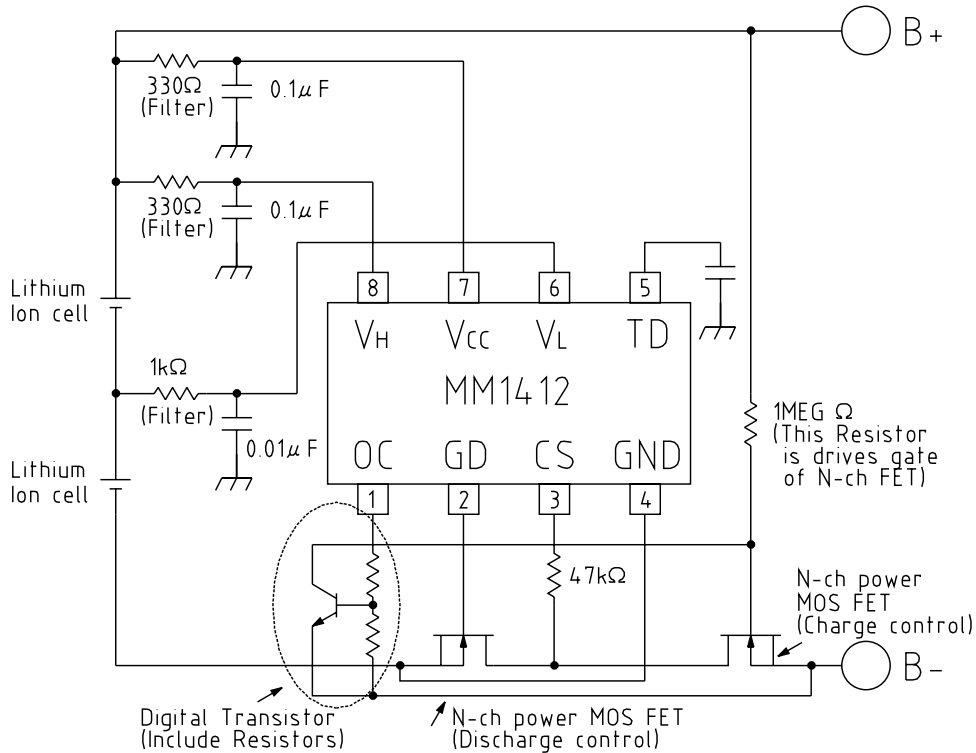 B+
330Ω
(Filter)
0.1μF
330Ω
(Filter)
0.1μF
Lithium
Ion cell
8
7
6
5
VH
VCC
VL
TD
1kΩ
(Filter)
0.01μF
MM1412
1MEG Ω
(This Resistor
is drives gate
of N-ch FET)
OC
GD
CS
GND
Lithium
Ion cell
1
2
3
4
47kΩ
N-ch power
MOS FET
(Charge control)
B-
Digital Transistor
(Include Resistors)
N-ch power MOS FET
(Discharge control)